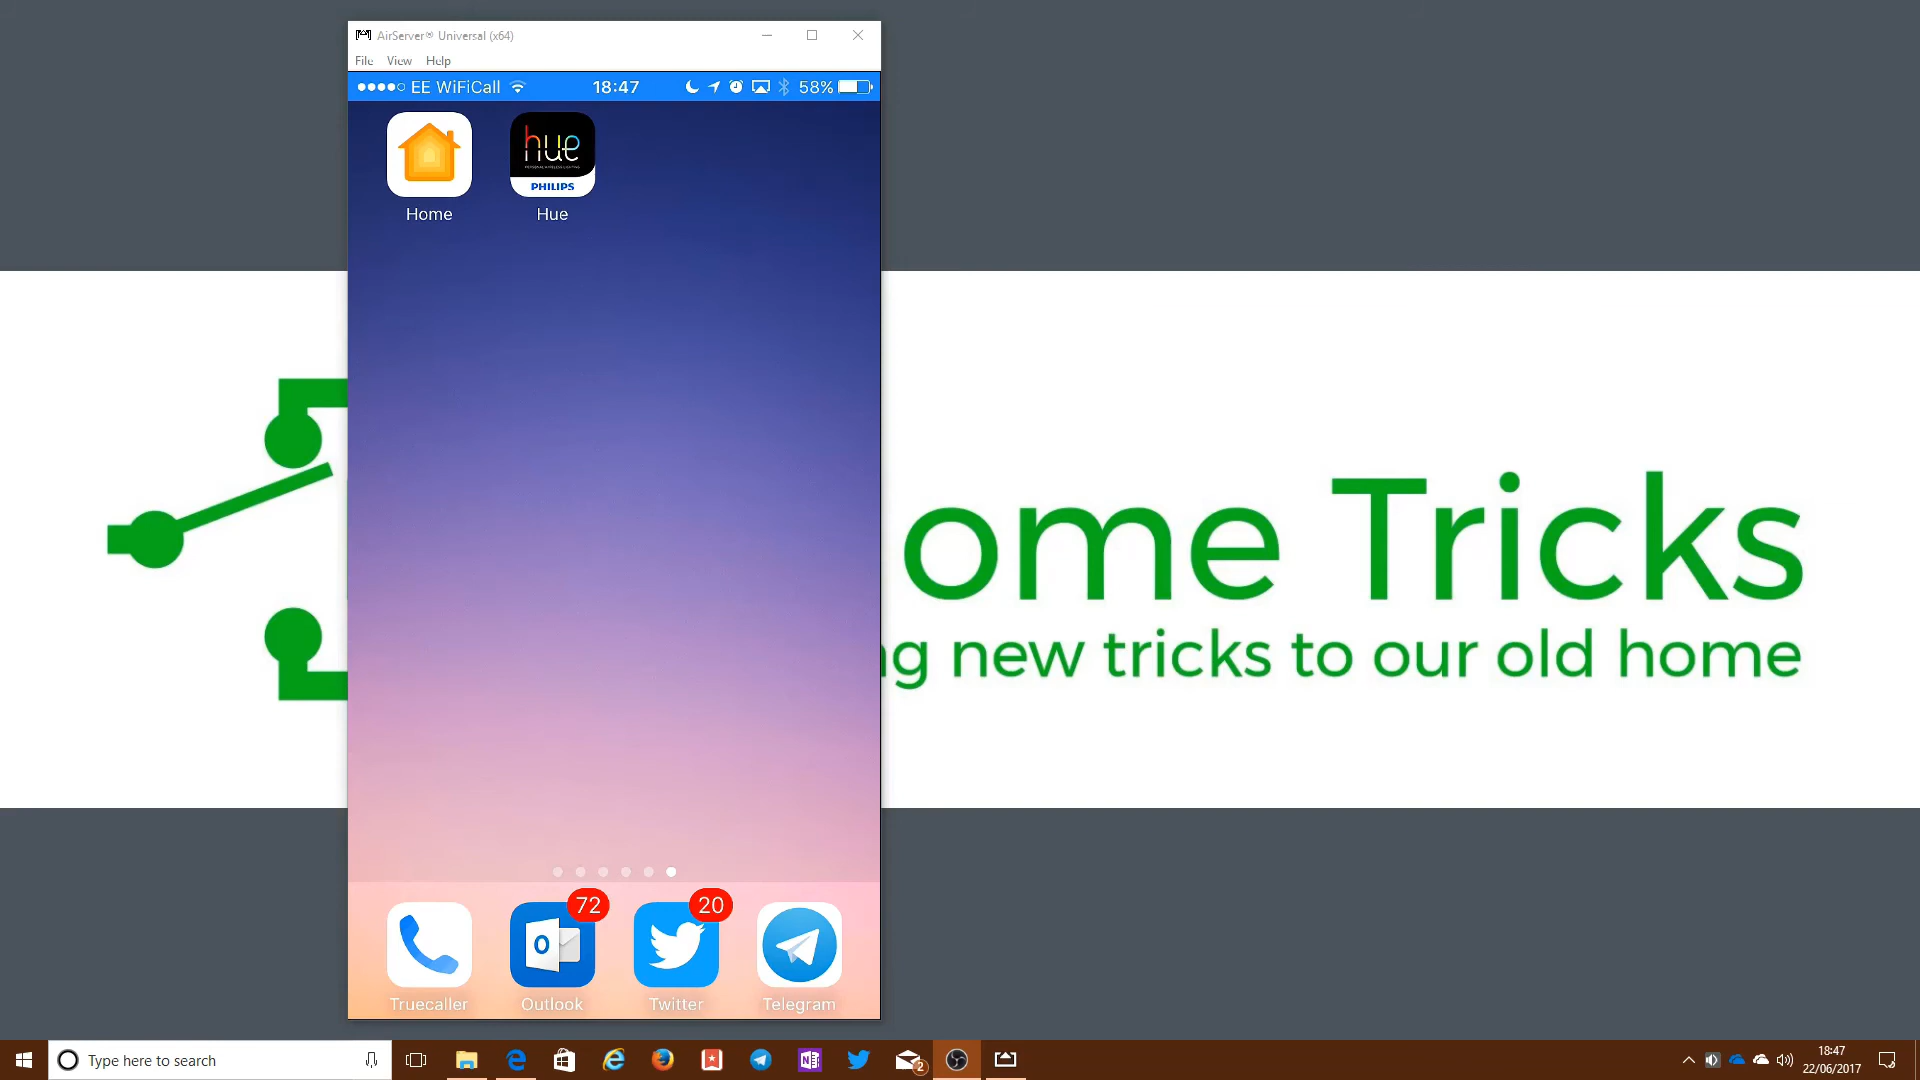 AirServer® Universal (x64)
File View Help
EE WiFiCall 18:47 58%
hue
PHILIPS
Home Hue
ome Tricks
ng new tricks to our old home
72 20
Truecaller Outlook Twitter Telegram
Type here to search
2
18:47
22/06/2017